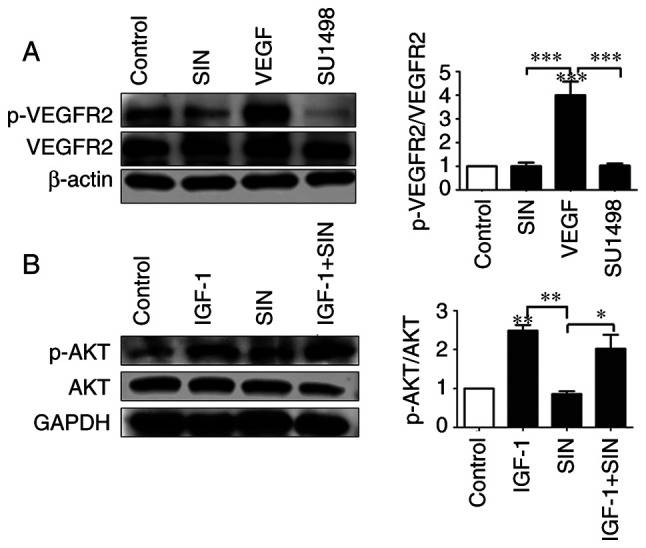 A
Control
SIN
VEGF
SU1498
p-VEGFR2
VEGFR2
β-actin
p-VEGFR2/VEGFR2
5
4
3
2
1
0
***
***
***
Control
SIN
VEGF
SU1498
B
Control
IGF-1
SIN
IGF-1+SIN
p-AKT
AKT
GAPDH
p-AKT/AKT
3
2
1
0
**
**
*
Control
IGF-1
SIN
IGF-1+SIN